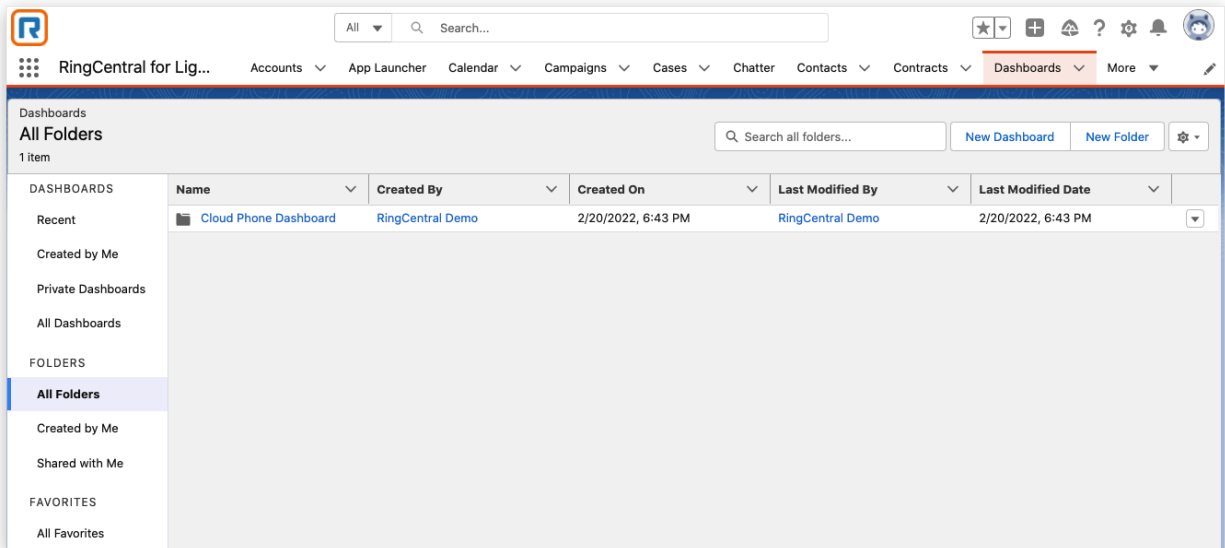 R
All Search...
RingCentral for Lig... Accounts App Launcher Calendar Campaigns Cases Chatter Contacts Contracts Dashboards More
Dashboards
All Folders
1 item
Search all folders... New Dashboard New Folder
DASHBOARDS
Recent
Created by Me
Private Dashboards
All Dashboards
FOLDERS
All Folders
Created by Me
Shared with Me
FAVORITES
All Favorites
Name Created By Created On Last Modified By Last Modified Date
Cloud Phone Dashboard RingCentral Demo 2/20/2022, 6:43 PM RingCentral Demo 2/20/2022, 6:43 PM